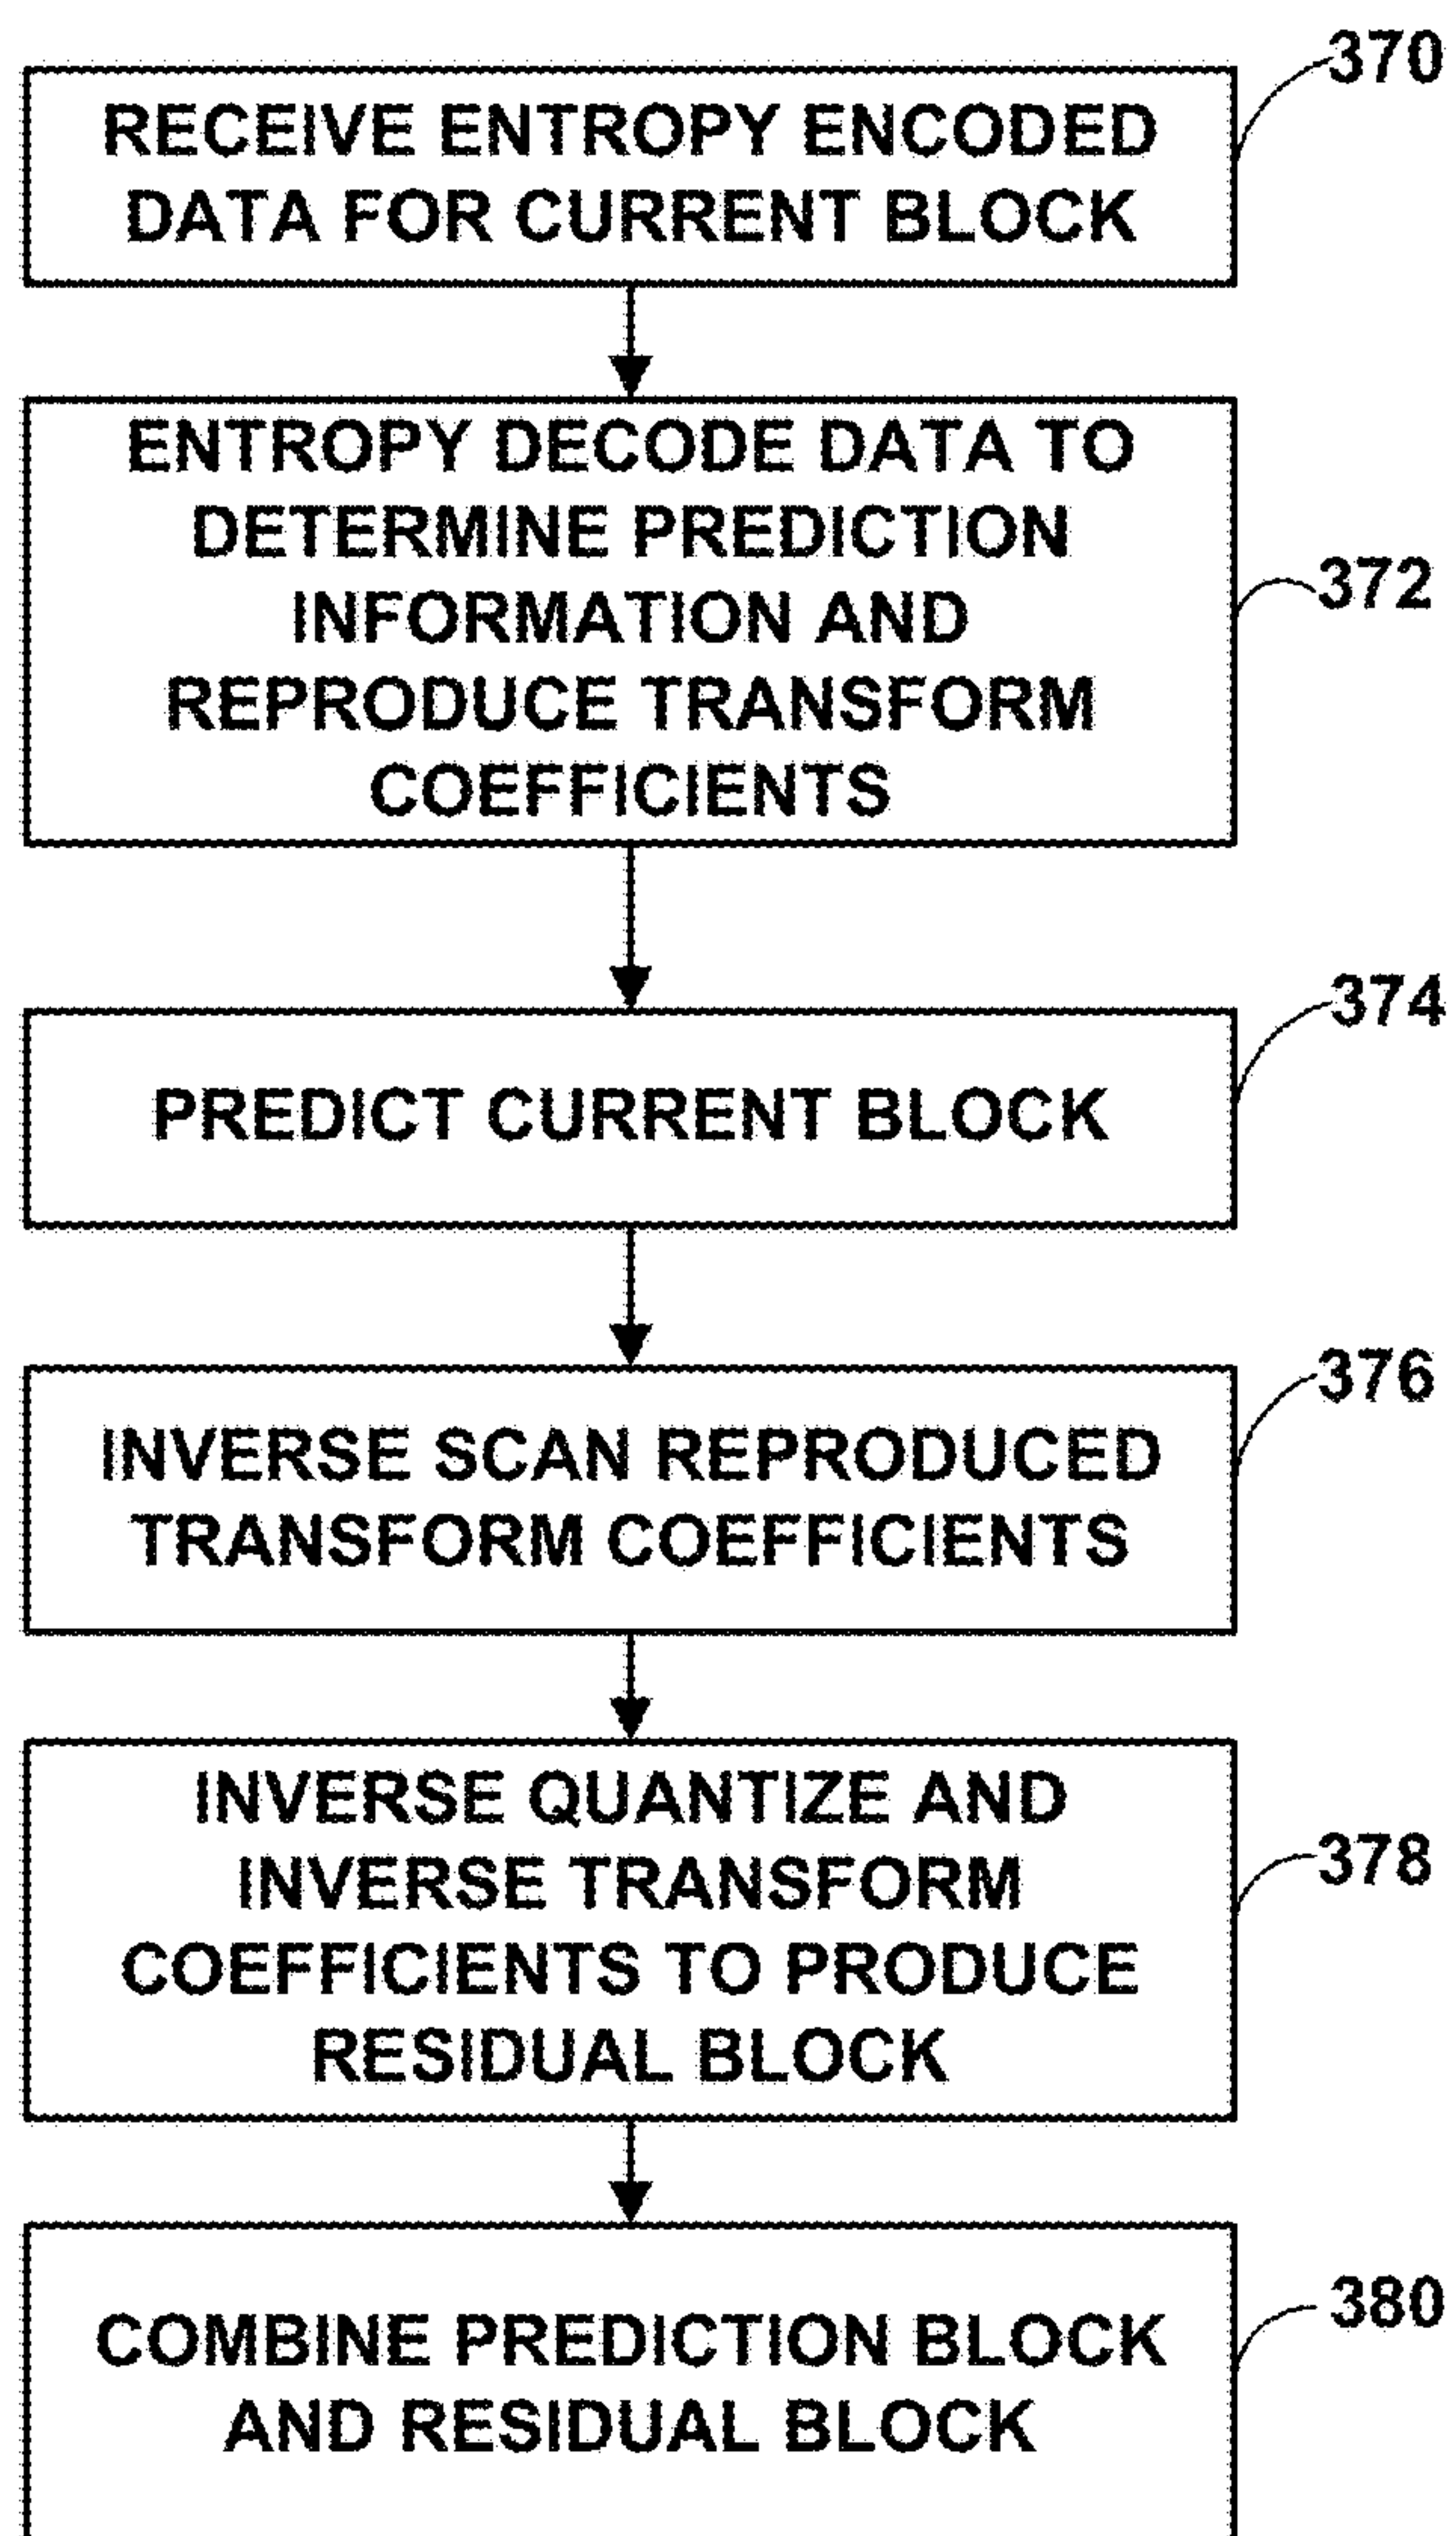 370
RECEIVE ENTROPY ENCODED
DATA FOR CURRENT BLOCK
ENTROPY DECODE DATA TO
DETERMINE PREDICTION
INFORMATION AND
REPRODUCE TRANSFORM
COEFFICIENTS
372
374
PREDICT CURRENT BLOCK
376
INVERSE SCAN REPRODUCED
TRANSFORM COEFFICIENTS
INVERSE QUANTIZE AND
INVERSE TRANSFORM
COEFFICIENTS TO PRODUCE
RESIDUAL BLOCK
378
380
COMBINE PREDICTION BLOCK
AND RESIDUAL BLOCK